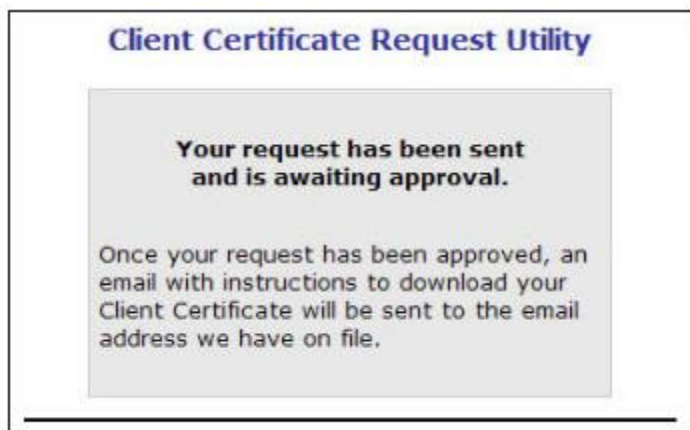 Client Certificate Request Utility
Your request has been sent
and is awaiting approval.
Once your request has been approved, an
email with instructions to download your
Client Certificate will be sent to the email
address we have on file.